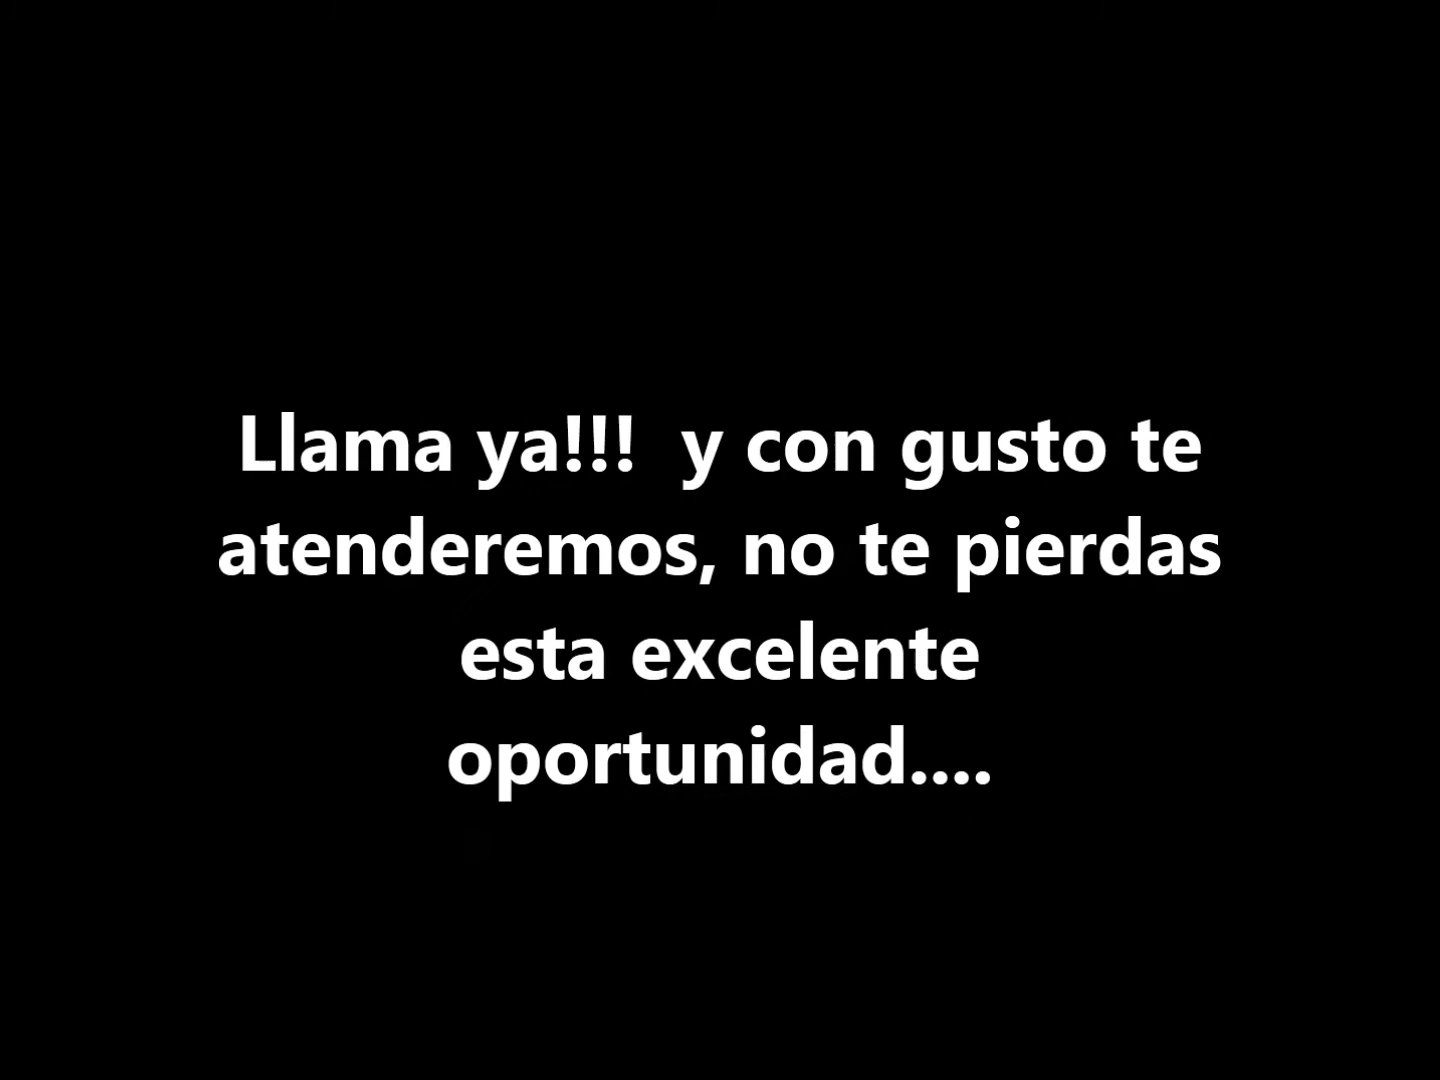 Llama ya!!!  y con gusto te
atenderemos, no te pierdas
esta excelente
oportunidad....